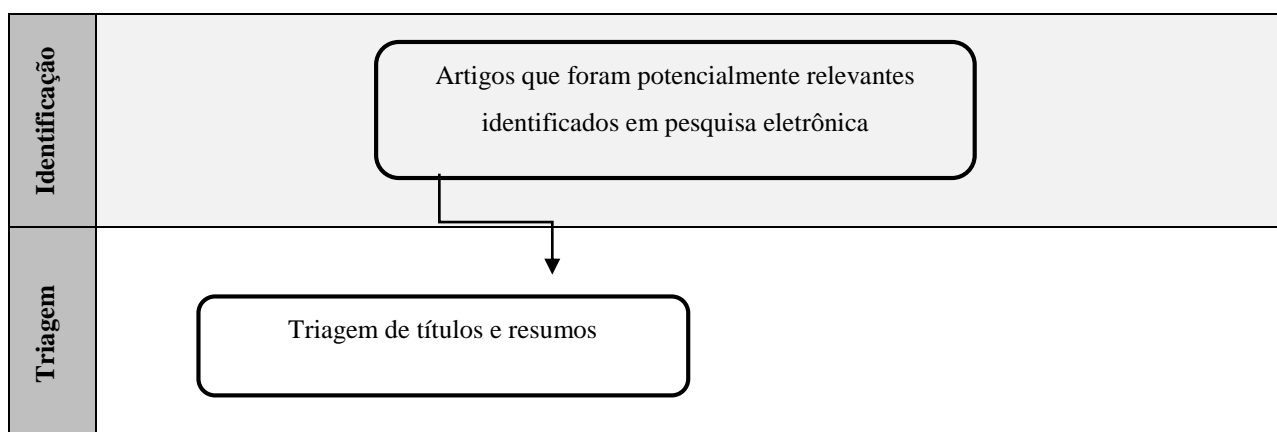 Identificação
Artigos que foram potencialmente relevantes
identificados em pesquisa eletrônica
Triagem
Triagem de títulos e resumos